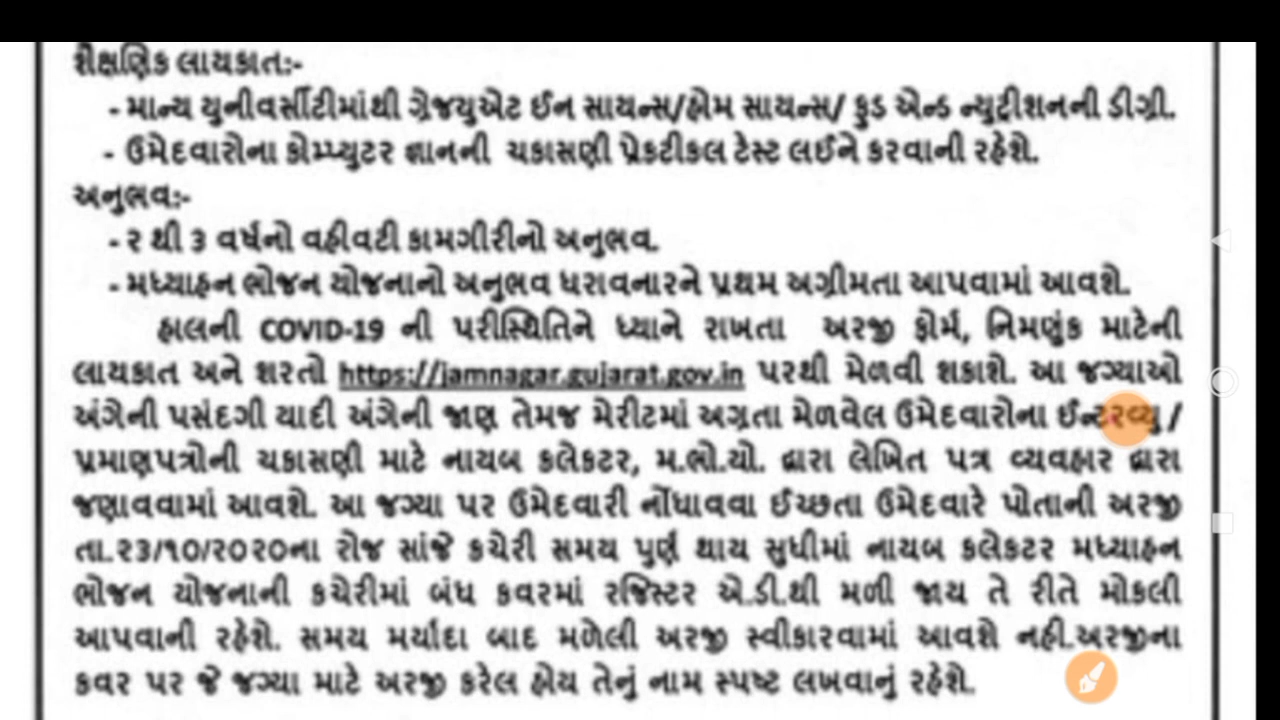 શૈક્ષણિક લાયકાતઃ-
- માન્ય યુનીવર્સીટીમાંથી ગ્રેજયુએટ ઈન સાયન્સ/હોમ સાયન્સ/ ફુડ એન્ડ ન્યુટ્રીશનની ડીગ્રી.
- ઉમેદવારોના કોમ્પ્યુટર જ્ઞાનની ચકાસણી પ્રેકટીકલ ટેસ્ટ લઈને કરવાની રહેશે.
અનુભવઃ-
- ૨ થી ૩ વર્ષનો વહીવટી કામગીરીનો અનુભવ.
- મધ્યાહન ભોજન યોજનાનો અનુભવ ધરાવનારને પ્રથમ અગ્રીમતા આપવામાં આવશે.
હાલની COVID-19 ની પરીસ્થિતિને ધ્યાને રાખતા અરજી ફોર્મ, નિમણુંક માટેની
લાયકાત અને શરતો https://jamnagar.gujarat.gov.in પરથી મેળવી શકાશે. આ જગ્યાઓ
અંગેની પસંદગી યાદી અંગેની જાણ તેમજ મેરીટમાં અગ્રતા મેળવેલ ઉમેદવારોના ઈન્ટરવ્યુ /
પ્રમાણપત્રોની ચકાસણી માટે નાયબ કલેકટર, મ.ભો.યો. દ્વારા લેખિત પત્ર વ્યવહાર દ્વારા
જણાવવામાં આવશે. આ જગ્યા પર ઉમેદવારી નોંધાવવા ઈચ્છતા ઉમેદવારે પોતાની અરજી
તા.૨૩/૧૦/૨૦૨૦ના રોજ સાંજે કચેરી સમય પુર્ણ થાય સુધીમાં નાયબ કલેકટર મધ્યાહન
ભોજન યોજનાની કચેરીમાં બંધ કવરમાં રજિસ્ટર એ.ડી.થી મળી જાય તે રીતે મોકલી
આપવાની રહેશે. સમય મર્યાદા બાદ મળેલી અરજી સ્વીકારવામાં આવશે નહી.અરજીના
કવર પર જે જગ્યા માટે અરજી કરેલ હોય તેનું નામ સ્પષ્ટ લખવાનું રહેશે.